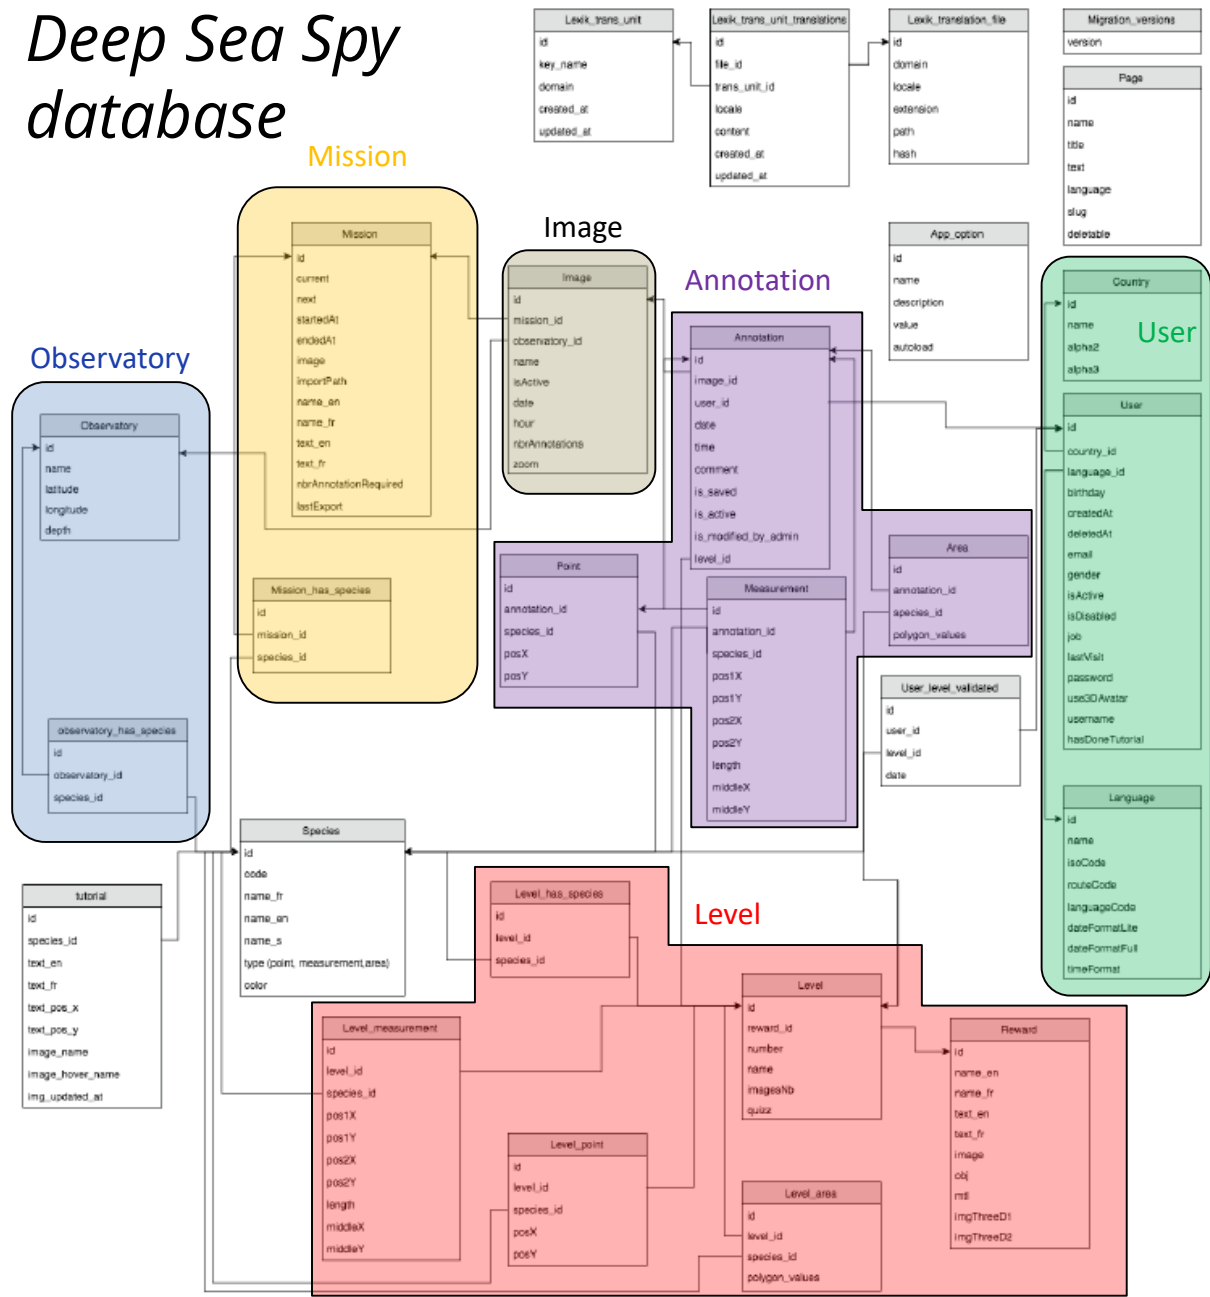 Deep Sea Spy
database
Lexik_trans_unit
id
key_name
domain
created_at
updated_at
Lexik_trans_unit_translations
id
file_id
trans_unit_id
locale
content
created_at
updated_at
Lexik_translation_file
id
domain
locale
extension
path
hash
Migration_versions
version
Page
id
name
title
text
language
slug
deletable
App_option
id
name
description
value
autoload
Mission
Mission
id
current
next
startedAt
endedAt
image
importPath
name_en
name_fr
text_en
text_fr
nbrAnnotationRequired
lastExport
Mission_has_species
id
mission_id
species_id
Image
Image
id
mission_id
observatory_id
name
isActive
date
hour
nbrAnnotations
zoom
Annotation
Annotation
id
image_id
user_id
date
time
comment
is_saved
is_active
is_modified_by_admin
level_id
Point
id
annotation_id
species_id
posX
posY
Measurement
id
annotation_id
species_id
pos1X
pos1Y
pos2X
pos2Y
length
middleX
middleY
Area
id
annotation_id
species_id
polygon_values
User
Country
id
name
alpha2
alpha3
User
id
country_id
language_id
birthday
createdAt
deletedAt
email
gender
isActive
isDisabled
job
lastVisit
password
use3DAvatar
username
hasDoneTutorial
Language
id
name
isoCode
routeCode
languageCode
dateFormatLite
dateFormatFull
timeFormat
User_level_validated
id
user_id
level_id
date
Observatory
Observatory
id
name
latitude
longitude
depth
observatory_has_species
id
observatory_id
species_id
Species
id
code
name_fr
name_en
name_s
type (point, measurement,area)
color
tutorial
id
species_id
text_en
text_fr
text_pos_x
text_pos_y
image_name
image_hover_name
img_updated_at
Level
Level_has_species
id
level_id
species_id
Level_measurement
id
level_id
species_id
pos1X
pos1Y
pos2X
pos2Y
length
middleX
middleY
Level_point
id
level_id
species_id
posX
posY
Level
id
reward_id
number
name
imagesNb
quizz
Level_area
id
level_id
species_id
polygon_values
Reward
id
name_en
name_fr
text_en
text_fr
image
obj
mtl
imgThreeD1
imgThreeD2